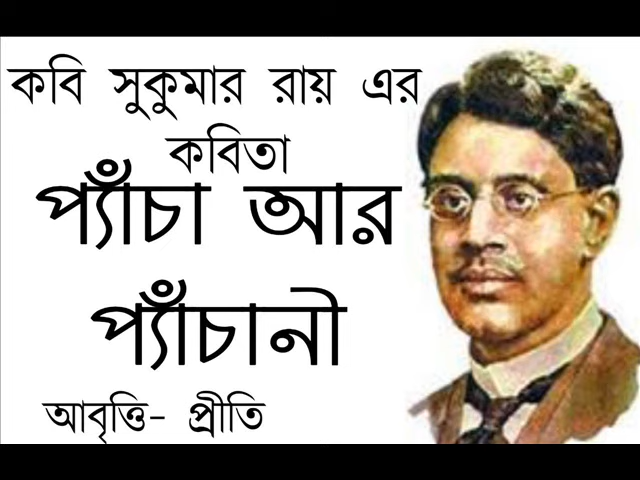 কবি সুকুমার রায় এর
কবিতা
প্যাঁচা আর
প্যাঁচানী
আবৃত্তি- প্রীতি